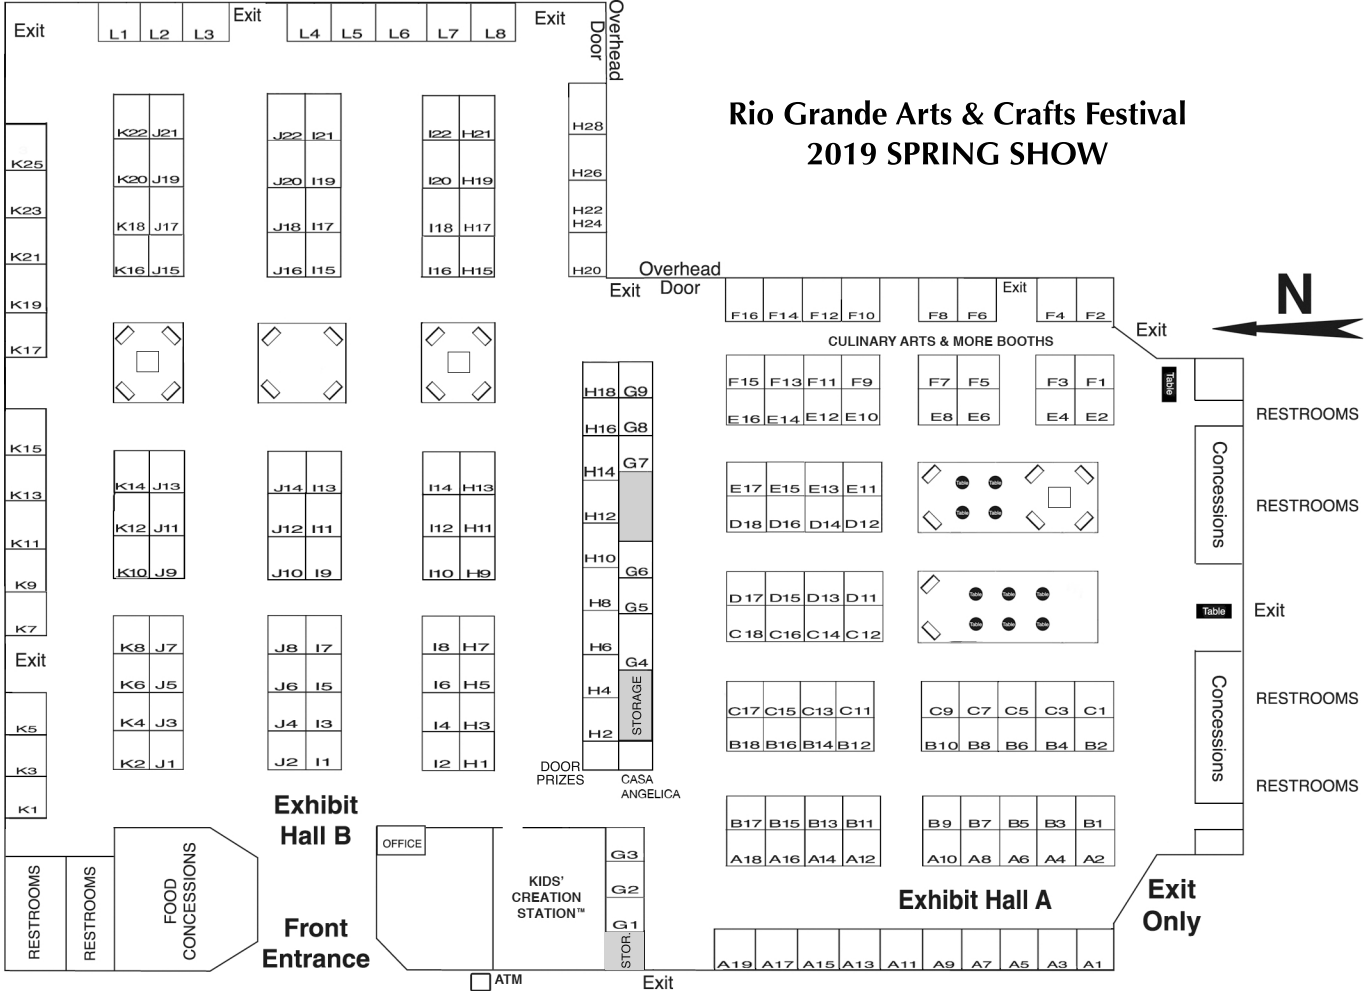 Rio Grande Arts & Crafts Festival
2019 SPRING SHOW
Exit
L1 L2 L3
Exit
L4 L5 L6 L7 L8
Exit
Overhead
Door
K22 J21
J22 I21
I22 H21
H28
K25
K20 J19
J20 I19
I20 H19
H26
K23
K18 J17
J18 I17
I18 H17
H22
H24
K21
K16 J15
J16 I15
I16 H15
H20
K19
K17
Overhead
Door
Exit
F16 F14 F12 F10
F8 F6
Exit
F4 F2
Exit
N
CULINARY ARTS & MORE BOOTHS
H18 G9
F15 F13 F11 F9
F7 F5
F3 F1
Table
RESTROOMS
H16 G8
E16 E14 E12 E10
E8 E6
E4 E2
K15
K13
K11
K9
K7
K14 J13
J14 I13
I14 H13
H14 G7
E17 E15 E13 E11
Table Table
Table Table
Concessions
RESTROOMS
K12 J11
J12 I11
I12 H11
H12
D18 D16 D14 D12
K10 J9
J10 I9
I10 H9
H10 G6
H8 G5
D17 D15 D13 D11
Table Table Table
Table Table Table
Table
Exit
C18 C16 C14 C12
K8 J7
J8 I7
I8 H7
H6 G4
Exit
K6 J5
J6 I5
I6 H5
H4
STORAGE
C17 C15 C13 C11
C9 C7 C5 C3 C1
Concessions
RESTROOMS
K5
K4 J3
J4 I3
I4 H3
H2
B18 B16 B14 B12
B10 B8 B6 B4 B2
K3
K2 J1
J2 I1
I2 H1
DOOR
PRIZES
CASA
ANGELICA
RESTROOMS
K1
Exhibit
Hall B
B17 B15 B13 B11
B9 B7 B5 B3 B1
OFFICE
G3
A18 A16 A14 A12
A10 A8 A6 A4 A2
RESTROOMS
RESTROOMS
FOOD
CONCESSIONS
KIDS'
CREATION
STATION™
G2
G1
STOR.
Exhibit Hall A
Exit
Only
Front
Entrance
A19 A17 A15 A13 A11 A9 A7 A5 A3 A1
ATM
Exit